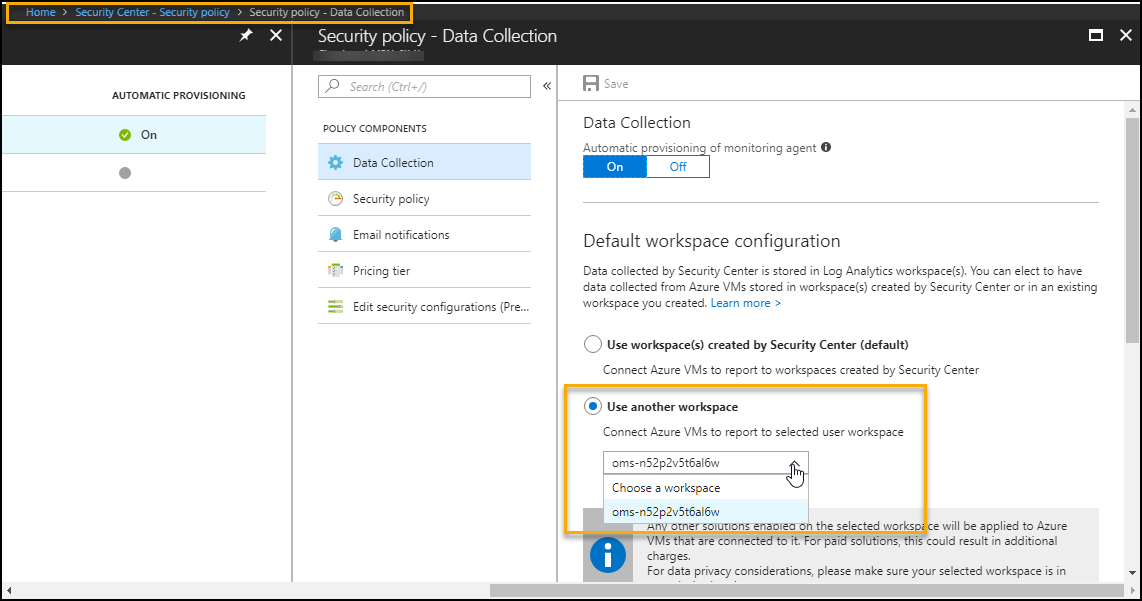 Home > Security Center - Security policy > Security policy - Data Collection
Security policy - Data Collection
AUTOMATIC PROVISIONING
On
Search (Ctrl+/)
«
POLICY COMPONENTS
Data Collection
Security policy
Email notifications
Pricing tier
Edit security configurations (Pre...
Save
Data Collection
Automatic provisioning of monitoring agent
On Off
Default workspace configuration
Data collected by Security Center is stored in Log Analytics workspace(s). You can elect to have
data collected from Azure VMs stored in workspace(s) created by Security Center or in an existing
workspace you created. Learn more >
Use workspace(s) created by Security Center (default)
Connect Azure VMs to report to workspaces created by Security Center
Use another workspace
Connect Azure VMs to report to selected user workspace
oms-n52p2v5t6al6w
Choose a workspace
oms-n52p2v5t6al6w
Any other solutions enabled on the selected workspace will be applied to Azure
VMs that are connected to it. For paid solutions, this could result in additional
charges.
For data privacy considerations, please make sure your selected workspace is in